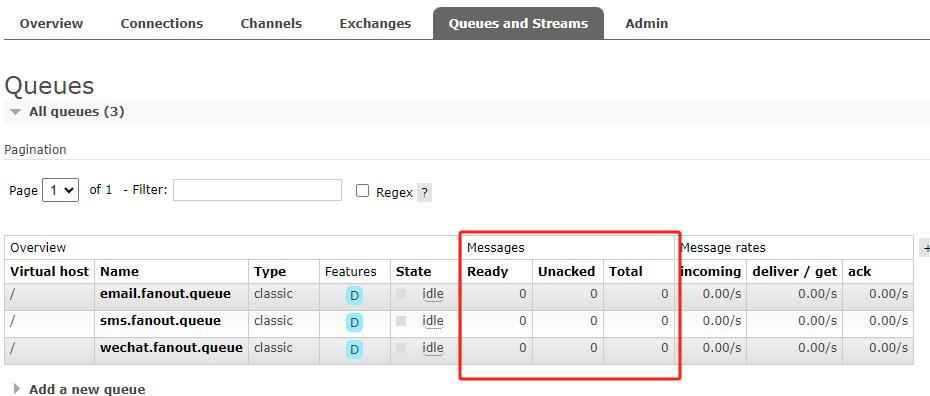 Overview Connections Channels Exchanges Queues and Streams Admin
Queues
All queues (3)
Pagination
Page 1 of 1 - Filter: Regex ?
Overview Messages Message rates +
Virtual host Name Type Features State Ready Unacked Total incoming deliver / get ack
/ email.fanout.queue classic D idle 0 0 0 0.00/s 0.00/s 0.00/s
/ sms.fanout.queue classic D idle 0 0 0 0.00/s 0.00/s 0.00/s
/ wechat.fanout.queue classic D idle 0 0 0 0.00/s 0.00/s 0.00/s
Add a new queue